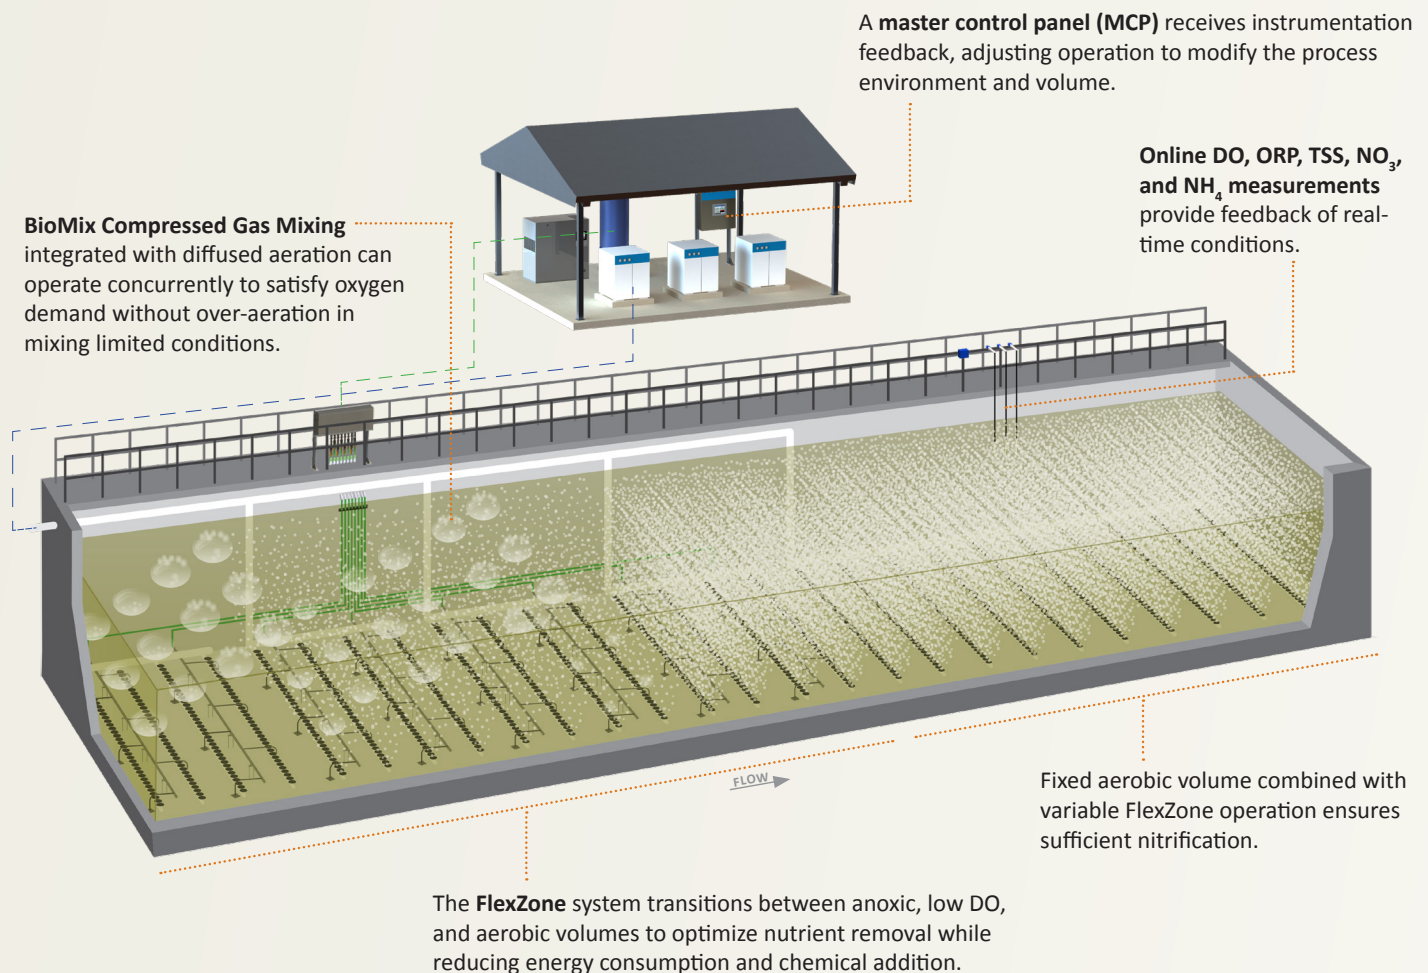 A master control panel (MCP) receives instrumentation
feedback, adjusting operation to modify the process
environment and volume.
Online DO, ORP, TSS, NO₃,
and NH₄ measurements
provide feedback of real-
time conditions.
BioMix Compressed Gas Mixing
integrated with diffused aeration can
operate concurrently to satisfy oxygen
demand without over-aeration in
mixing limited conditions.
FLOW
Fixed aerobic volume combined with
variable FlexZone operation ensures
sufficient nitrification.
The FlexZone system transitions between anoxic, low DO,
and aerobic volumes to optimize nutrient removal while
reducing energy consumption and chemical addition.